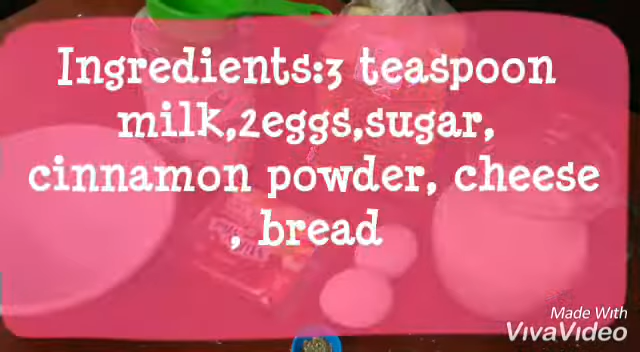 Ingredients:3 teaspoon
milk,2eggs,sugar,
cinnamon powder, cheese
, bread
Made With
VivaVideo